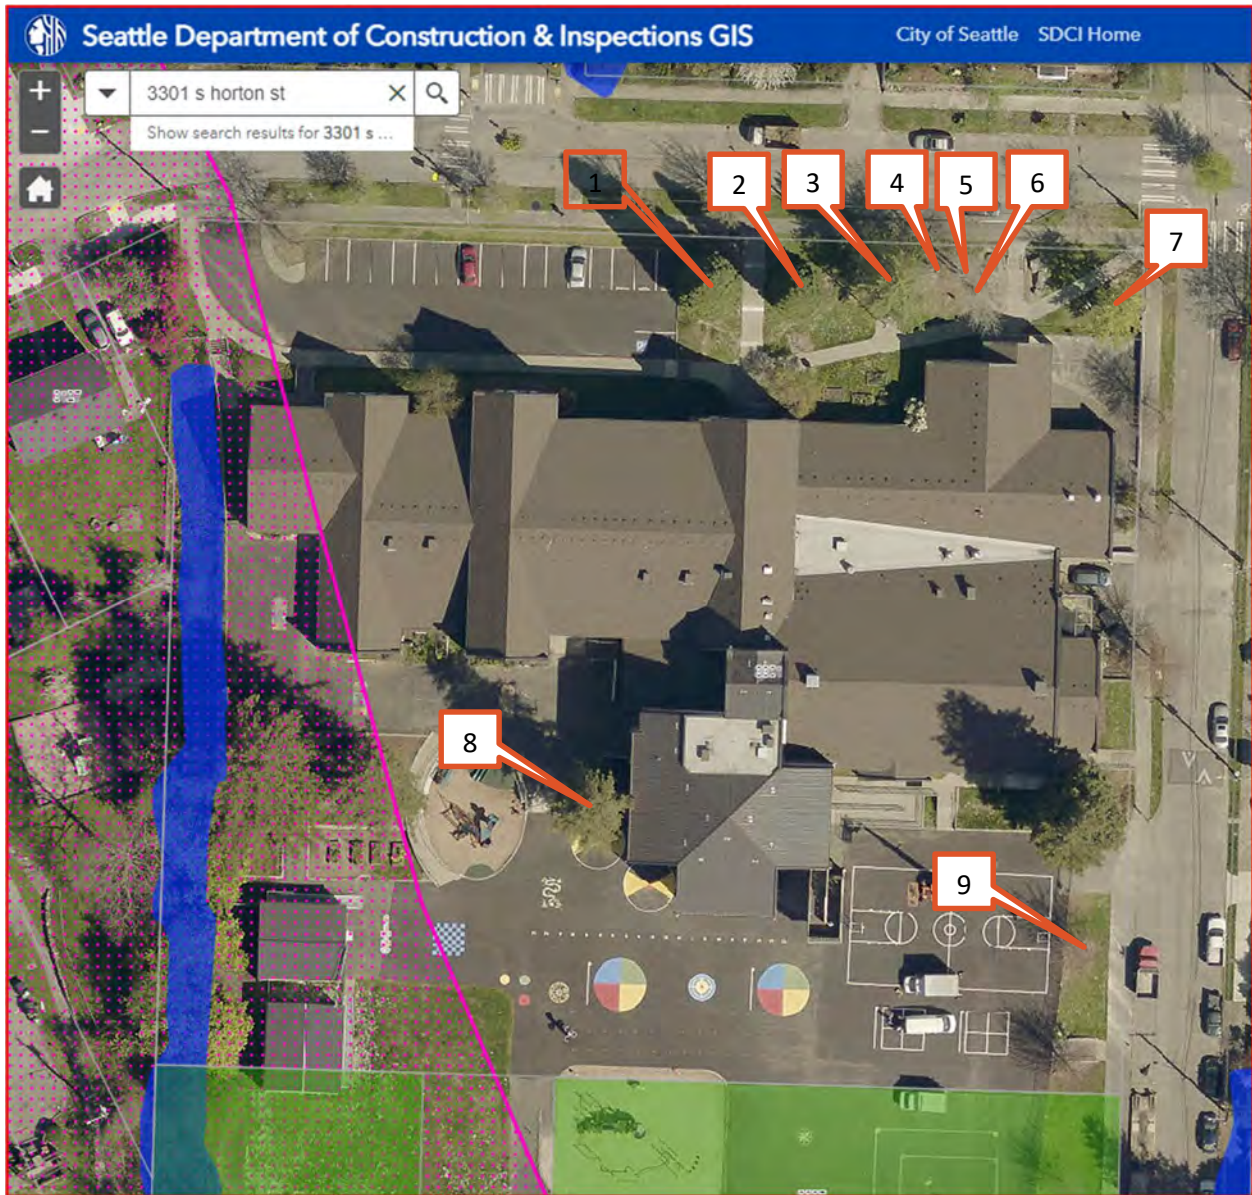 Seattle Department of Construction & Inspections GIS
City of Seattle SDCI Home
+
3301 s horton st
−
Show search results for 3301 s ...
1
2
3
4
5
6
7
8
9